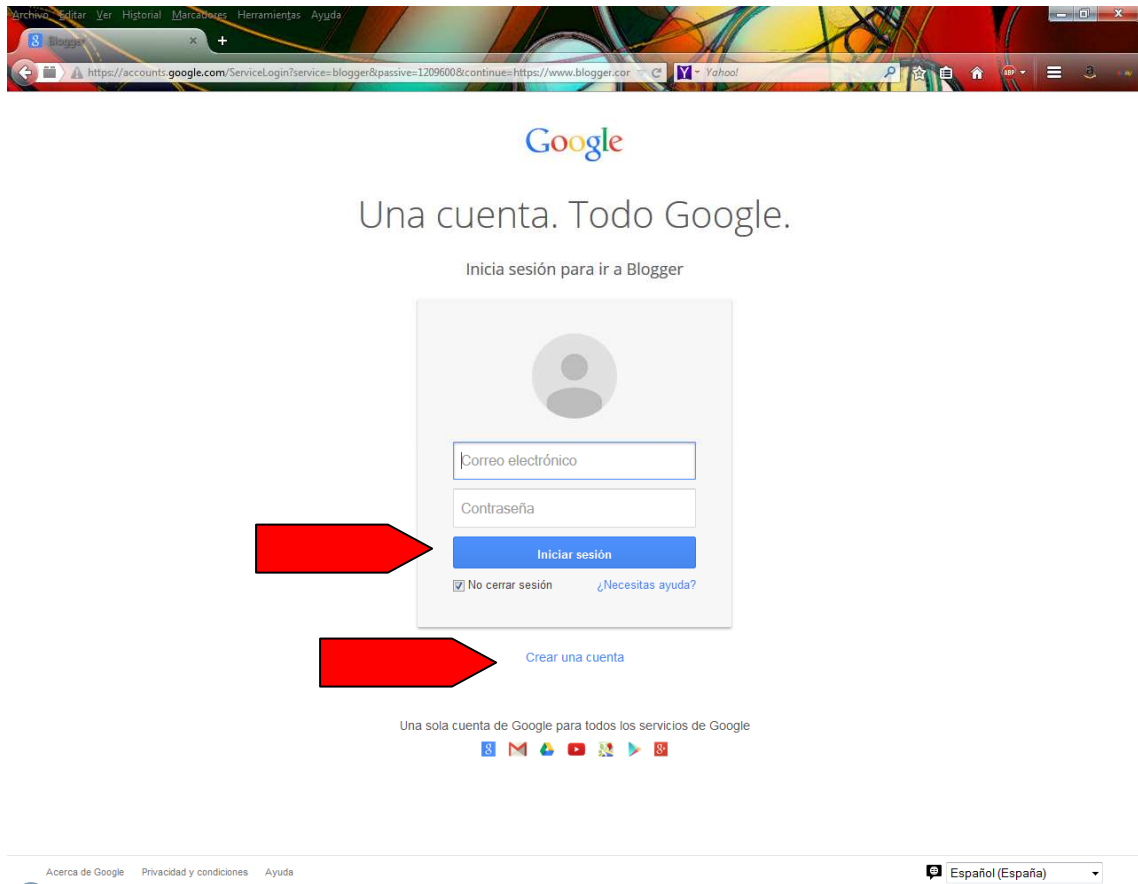 Archivo Editar Ver Historial Marcadores Herramientas Ayuda
Blogger
https://accounts.google.com/ServiceLogin?service=blogger&passive=1209600&continue=https://www.blogger.cor
Yahoo!
ABP
Google
Una cuenta. Todo Google.
Inicia sesión para ir a Blogger
Correo electrónico
Contraseña
Iniciar sesión
No cerrar sesión ¿Necesitas ayuda?
Crear una cuenta
Una sola cuenta de Google para todos los servicios de Google
Acerca de Google Privacidad y condiciones Ayuda
Español (España)